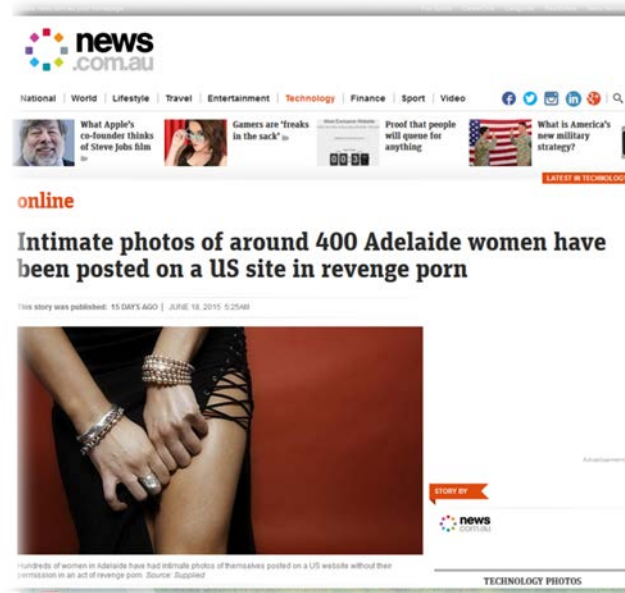 news
.com.au
National World Lifestyle Travel Entertainment Technology Finance Sport Video
What Apple's
co-founder thinks
of Steve Jobs film
Gamers are 'freaks
in the sack'
Proof that people
will queue for
anything
What is America's
new military
strategy?
LATEST IN TECHNOLOGY
online
Intimate photos of around 400 Adelaide women have
been posted on a US site in revenge porn
This story was published: 15 DAYS AGO | JUNE 18, 2015 5:25AM
Advertisement
STORY BY
news
.com.au
Hundreds of women in Adelaide have had intimate photos of themselves posted on a US website without their
permission in an act of revenge porn. Source: Supplied
TECHNOLOGY PHOTOS